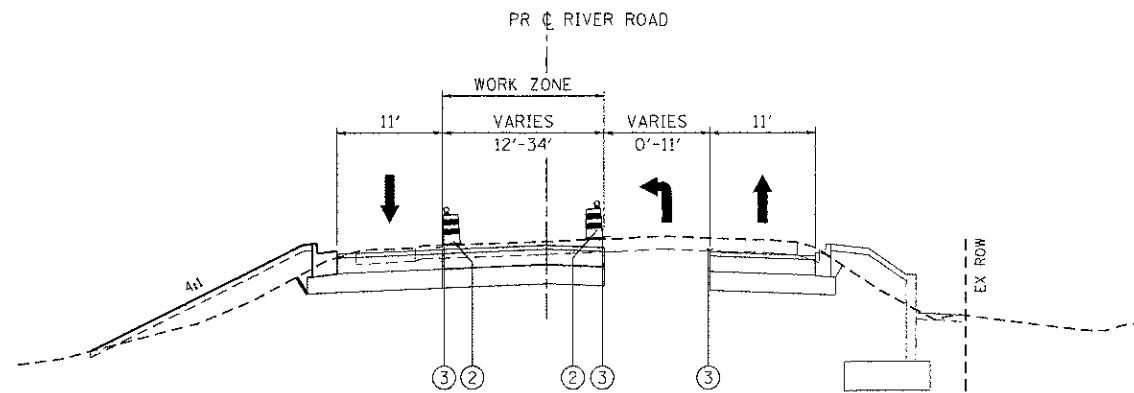 PR ℄ RIVER ROAD
WORK ZONE
11'
VARIES
12'-34'
VARIES
0'-11'
11'
4:1
EX ROW
3 2 2 3 3